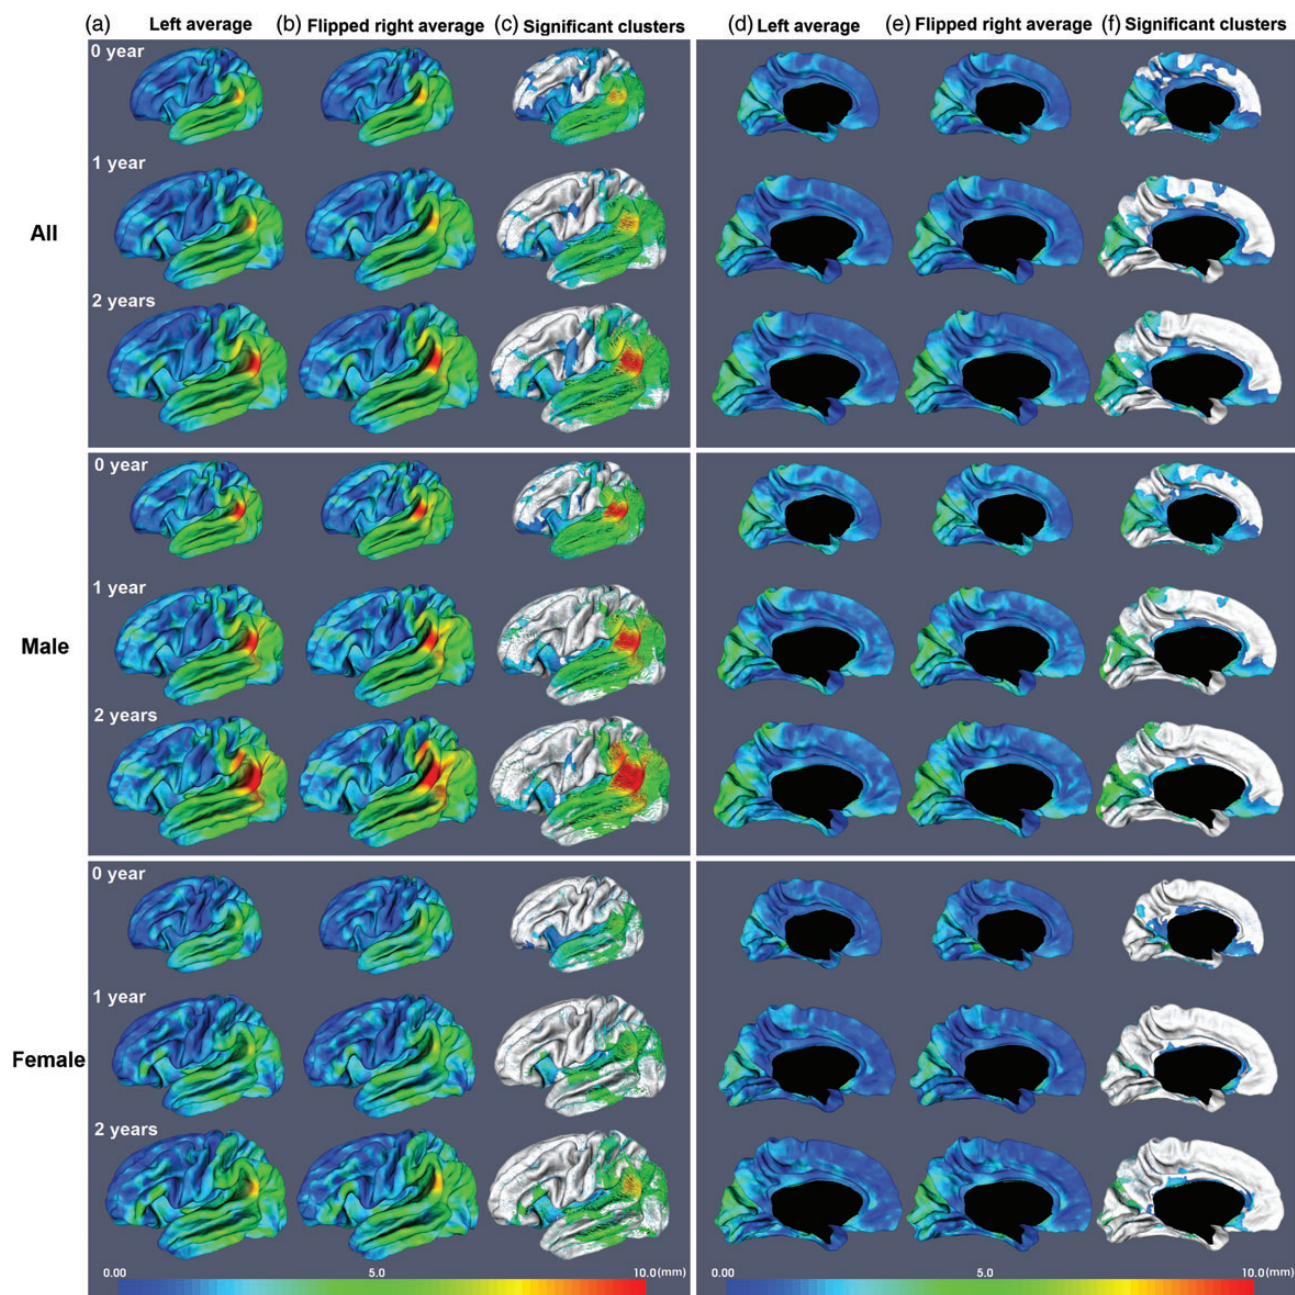 (a) Left average (b) Flipped right average (c) Significant clusters (d) Left average (e) Flipped right average (f) Significant clusters
0 year
1 year
All
2 years
0 year
1 year
Male
2 years
0 year
1 year
Female
2 years
0.00 5.0 10.0(mm) 0.00 5.0 10.0(mm)